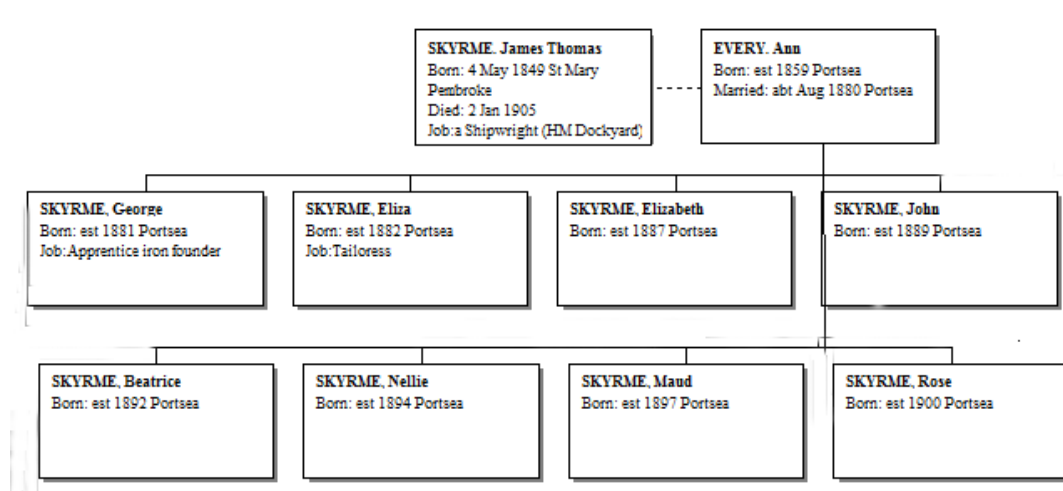 SKYRME. James Thomas
Born: 4 May 1849 St Mary
Pembroke
Died: 2 Jan 1905
Job:a Shipwright (HM Dockyard)
EVERY. Ann
Born: est 1859 Portsea
Married: abt Aug 1880 Portsea
SKYRME, George
Born: est 1881 Portsea
Job:Apprentice iron founder
SKYRME, Eliza
Born: est 1882 Portsea
Job:Tailoress
SKYRME, Elizabeth
Born: est 1887 Portsea
SKYRME, John
Born: est 1889 Portsea
SKYRME, Beatrice
Born: est 1892 Portsea
SKYRME, Nellie
Born: est 1894 Portsea
SKYRME, Maud
Born: est 1897 Portsea
SKYRME, Rose
Born: est 1900 Portsea